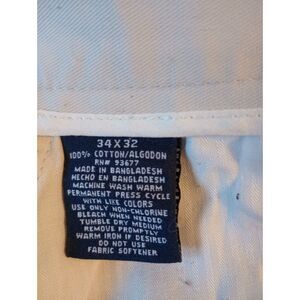 34 X 32
100% COTTON/ALGODON
RN# 93677
MADE IN BANGLADESH
HECHO EN BANGLADESH
MACHINE WASH WARM
PERMANENT PRESS CYCLE
WITH LIKE COLORS
USE ONLY NON-CHLORINE
BLEACH WHEN NEEDED
TUMBLE DRY MEDIUM
REMOVE PROMPTLY
WARM IRON IF DESIRED
DO NOT USE
FABRIC SOFTENER